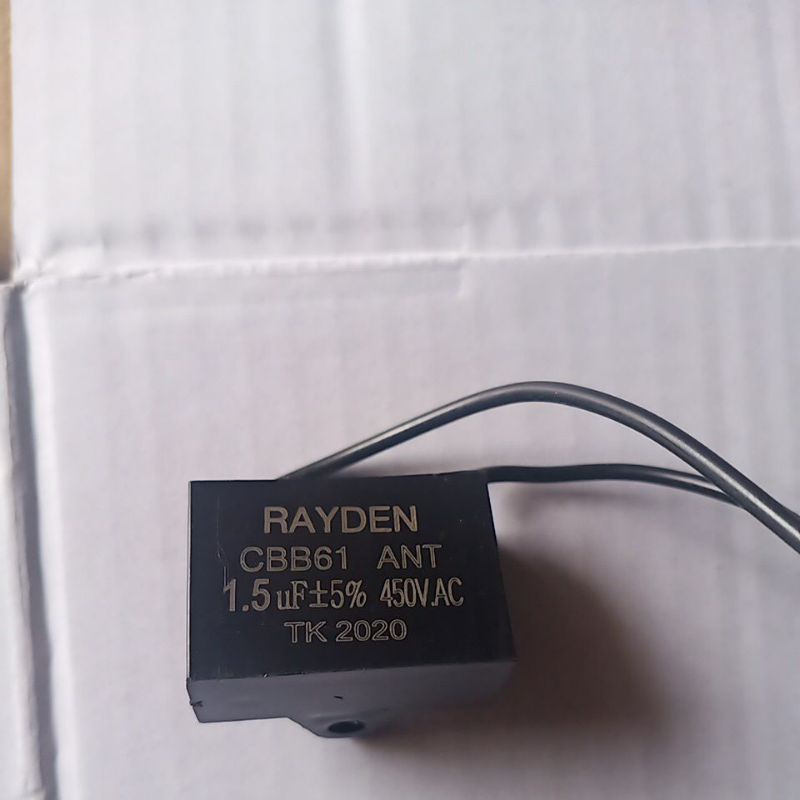 RAYDEN
CBB61 ANT
1.5uF±5% 450V.AC
TK 2020